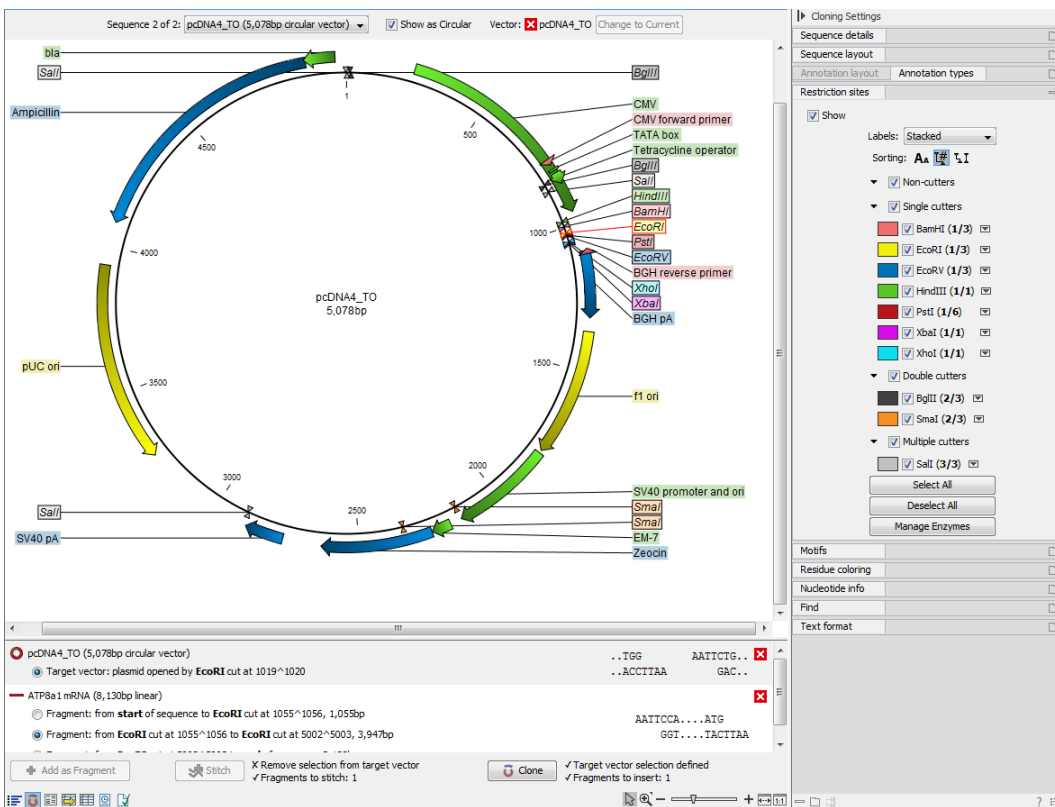 Sequence 2 of 2: pcDNA4_TO (5,078bp circular vector) Show as Circular Vector: pcDNA4_TO Change to Current
bla
SalI
Ampicillin
4500
4000
pUC ori
3500
3000
SalI
SV40 pA
1
500
1000
1500
2000
2500
pcDNA4_TO
5,078bp
BglII
CMV
CMV forward primer
TATA box
Tetracycline operator
BglII
SalI
HindIII
BamHI
EcoRI
PstI
EcoRV
BGH reverse primer
XhoI
XbaI
BGH pA
f1 ori
SV40 promoter and ori
SmaI
SmaI
EM-7
Zeocin
pcDNA4_TO (5,078bp circular vector)
..TGG AATTCTG..
Target vector: plasmid opened by EcoRI cut at 1019^1020
..ACCTTAA GAC..
ATP8a1 mRNA (8,130bp linear)
Fragment: from start of sequence to EcoRI cut at 1055^1056, 1,055bp
AATTCCA....ATG
Fragment: from EcoRI cut at 1055^1056 to EcoRI cut at 5002^5003, 3,947bp
GGT....TACTTAA
Add as Fragment
Stitch
X Remove selection from target vector
√ Fragments to stitch: 1
Clone
√ Target vector selection defined
√ Fragments to insert: 1
Cloning Settings
Sequence details
Sequence layout
Annotation layout Annotation types
Restriction sites
Show
Labels: Stacked
Sorting:
Non-cutters
Single cutters
BamHI (1/3)
EcoRI (1/3)
EcoRV (1/3)
HindIII (1/1)
PstI (1/6)
XbaI (1/1)
XhoI (1/1)
Double cutters
BglII (2/3)
SmaI (2/3)
Multiple cutters
SalI (3/3)
Select All
Deselect All
Manage Enzymes
Motifs
Residue coloring
Nucleotide info
Find
Text format